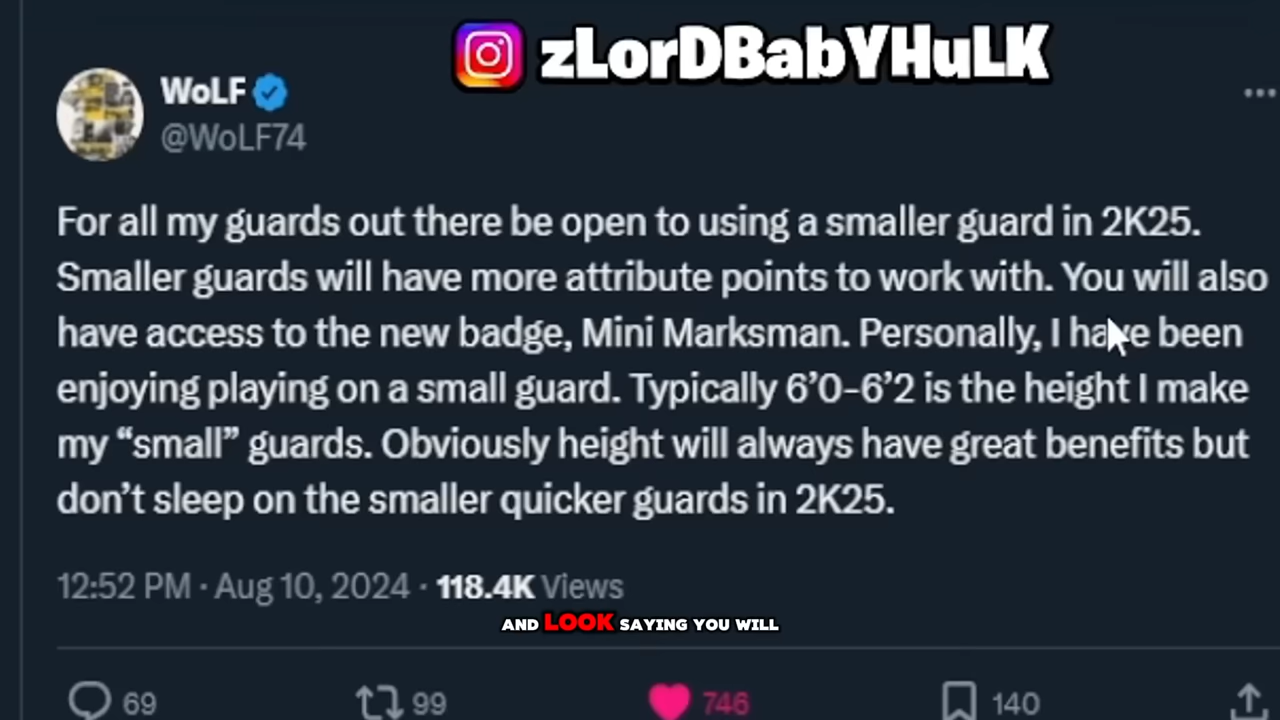 zLorDBabYHuLK
WoLF
@WoLF74
For all my guards out there be open to using a smaller guard in 2K25.
Smaller guards will have more attribute points to work with. You will also
have access to the new badge, Mini Marksman. Personally, I have been
enjoying playing on a small guard. Typically 6’0-6’2 is the height I make
my “small” guards. Obviously height will always have great benefits but
don’t sleep on the smaller quicker guards in 2K25.
12:52 PM · Aug 10, 2024 · 118.4K Views
AND LOOK SAYING YOU WILL
69 99 746 140